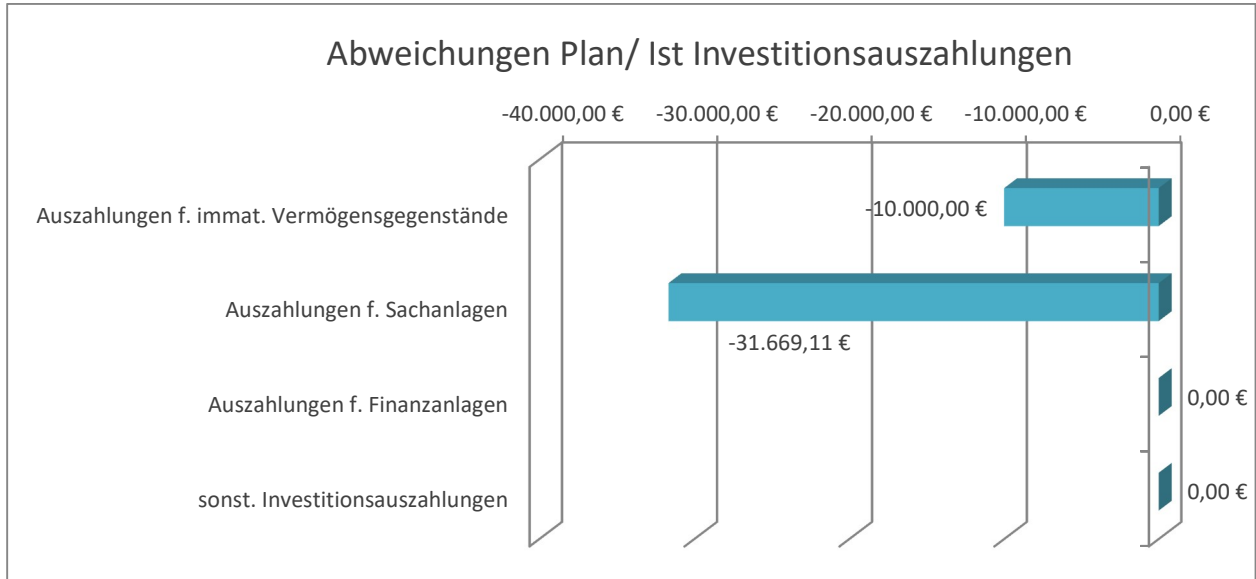 Abweichungen Plan/ Ist Investitionsauszahlungen
-40.000,00 € -30.000,00 € -20.000,00 € -10.000,00 € 0,00 €
Auszahlungen f. immat. Vermögensgegenstände
-10.000,00 €
Auszahlungen f. Sachanlagen
-31.669,11 €
Auszahlungen f. Finanzanlagen
0,00 €
sonst. Investitionsauszahlungen
0,00 €